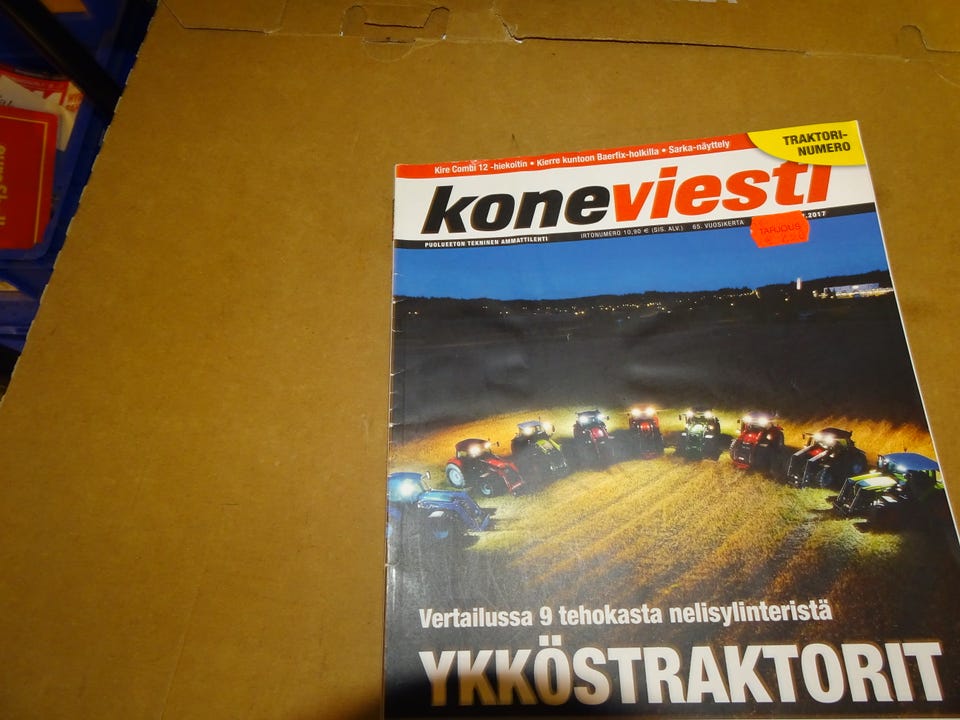 Kire Combi 12 -hiekoitin • Kierre kuntoon Baerfix-holkilla • Sarka-näyttely
TRAKTORI-
NUMERO
koneviesti
PUOLUEETON TEKNINEN AMMATTILEHTI
IRTONUMERO 10,90 € (SIS. ALV.) 65. VUOSIKERTA
.2017
TARJOUS
€
Vertailussa 9 tehokasta nelisylinteristä
YKKÖSTRAKTORIT